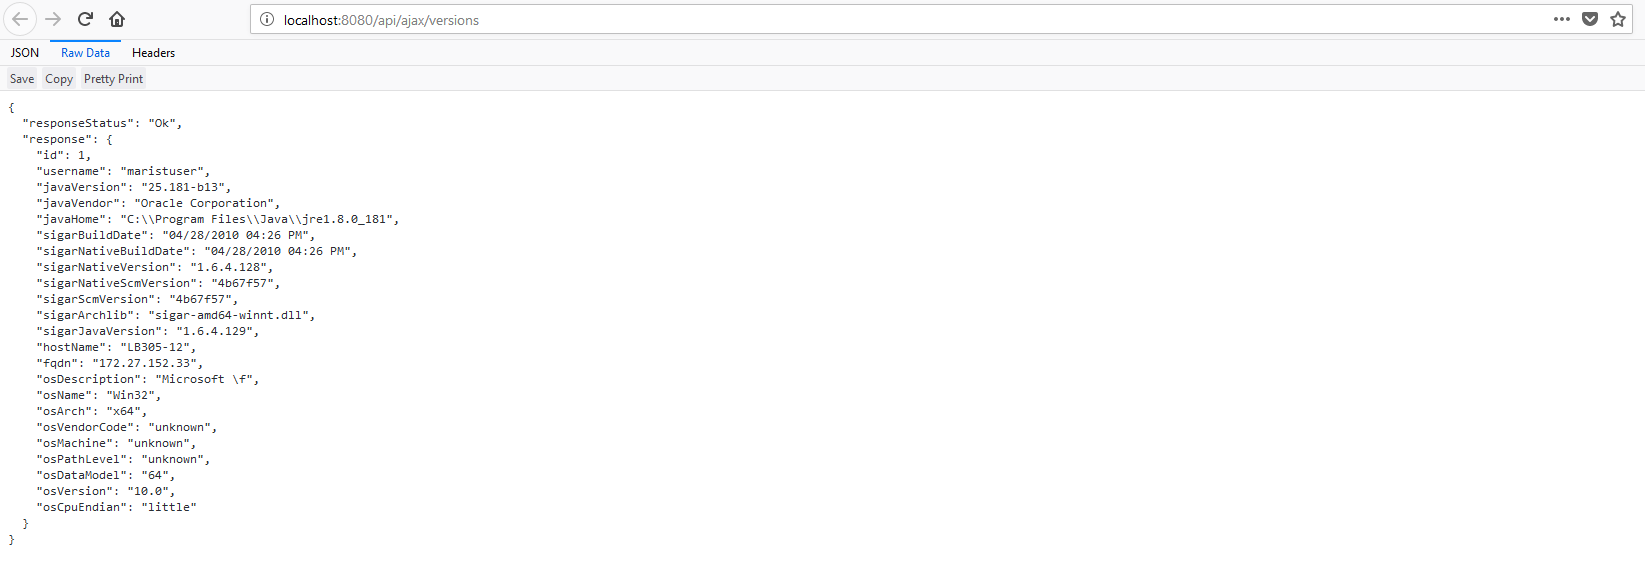 localhost:8080/api/ajax/versions
JSON Raw Data Headers
Save Copy Pretty Print
{
  "responseStatus": "Ok",
  "response": {
    "id": 1,
    "username": "maristuser",
    "javaVersion": "25.181-b13",
    "javaVendor": "Oracle Corporation",
    "javaHome": "C:\\Program Files\\Java\\jre1.8.0_181",
    "sigarBuildDate": "04/28/2010 04:26 PM",
    "sigarNativeBuildDate": "04/28/2010 04:26 PM",
    "sigarNativeVersion": "1.6.4.128",
    "sigarNativeScmVersion": "4b67f57",
    "sigarScmVersion": "4b67f57",
    "sigarArchlib": "sigar-amd64-winnt.dll",
    "sigarJavaVersion": "1.6.4.129",
    "hostName": "LB305-12",
    "fqdn": "172.27.152.33",
    "osDescription": "Microsoft \f",
    "osName": "Win32",
    "osArch": "x64",
    "osVendorCode": "unknown",
    "osMachine": "unknown",
    "osPathLevel": "unknown",
    "osDataModel": "64",
    "osVersion": "10.0",
    "osCpuEndian": "little"
  }
}